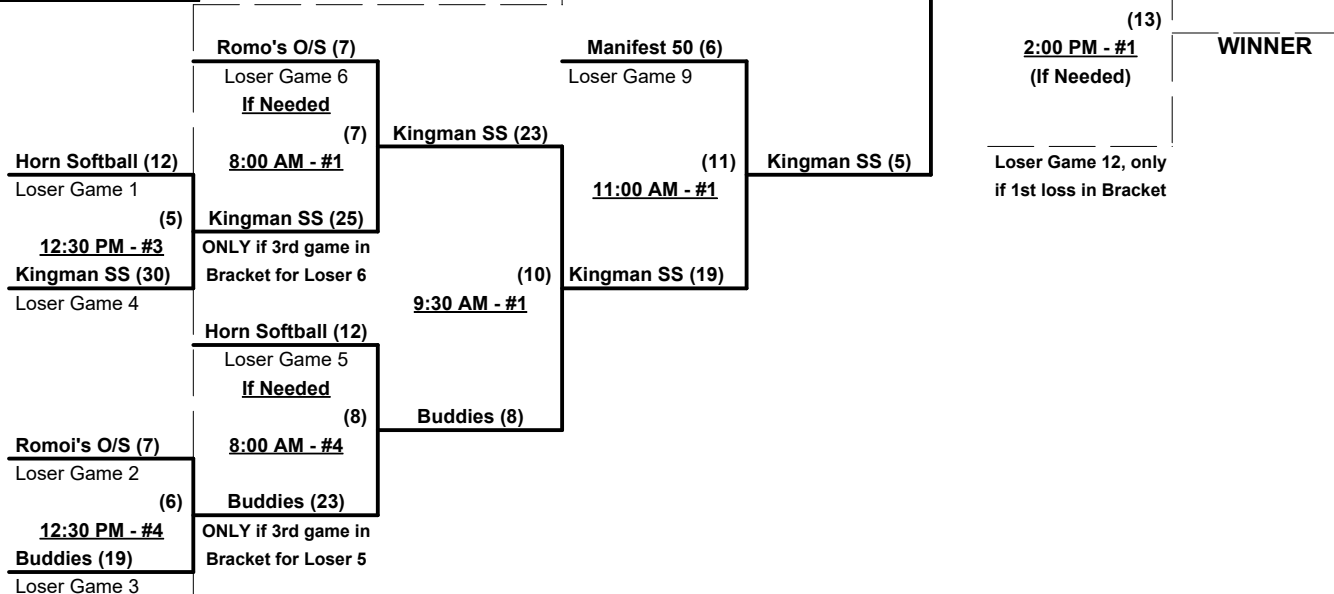 (13)
Romo's O/S (7)
Manifest 50 (6)
2:00 PM - #1
WINNER
Loser Game 6
Loser Game 9
(If Needed)
If Needed
(7)
Kingman SS (23)
Horn Softball (12)
8:00 AM - #1
(11)
Kingman SS (5)
Loser Game 12, only
Loser Game 1
11:00 AM - #1
if 1st loss in Bracket
(5)
Kingman SS (25)
12:30 PM - #3
ONLY if 3rd game in
Kingman SS (30)
Bracket for Loser 6
(10)
Kingman SS (19)
Loser Game 4
9:30 AM - #1
Horn Softball (12)
Loser Game 5
If Needed
(8)
Buddies (8)
Romoi's O/S (7)
8:00 AM - #4
Loser Game 2
(6)
Buddies (23)
12:30 PM - #4
ONLY if 3rd game in
Buddies (19)
Bracket for Loser 5
Loser Game 3